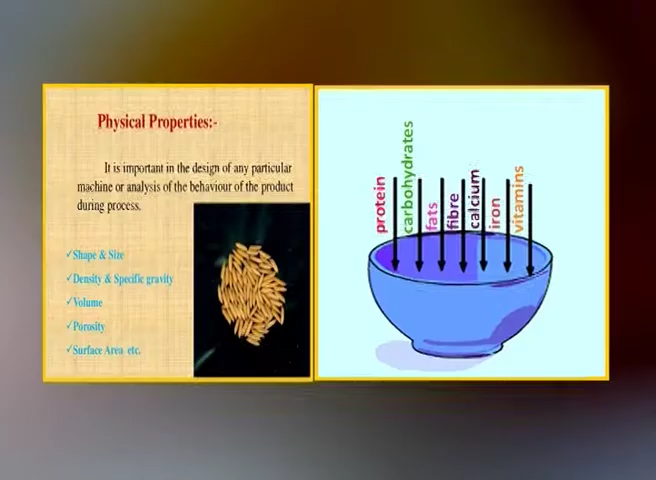 Physical Properties:-
It is important in the design of any particular
machine or analysis of the behaviour of the product
during process.
✓Shape & Size
✓Density & Specific gravity
✓Volume
✓Porosity
✓Surface Area etc.
protein
carbohydrates
fats
fibre
calcium
iron
vitamins